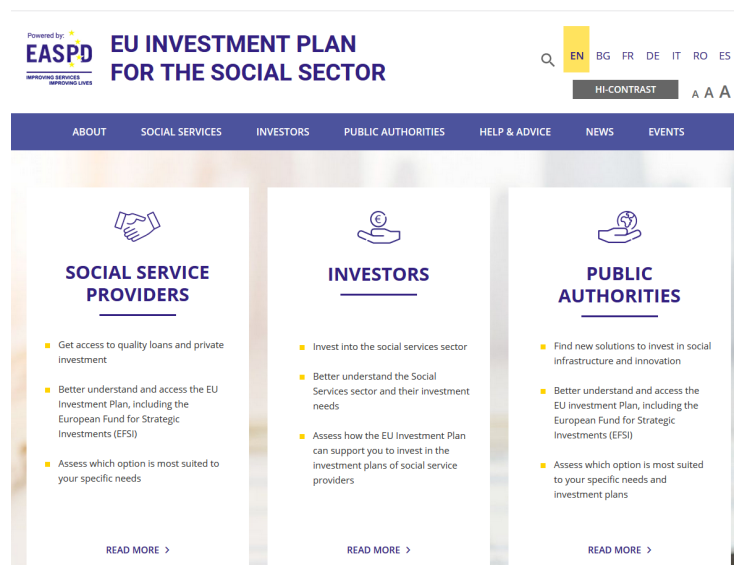 Powered by:
EASPD
IMPROVING SERVICES
IMPROVING LIVES
EU INVESTMENT PLAN
FOR THE SOCIAL SECTOR
EN BG FR DE IT RO ES
HI-CONTRAST A A A
ABOUT SOCIAL SERVICES INVESTORS PUBLIC AUTHORITIES HELP & ADVICE NEWS EVENTS
SOCIAL SERVICE
PROVIDERS
Get access to quality loans and private
investment
Better understand and access the EU
Investment Plan, including the
European Fund for Strategic
Investments (EFSI)
Assess which option is most suited to
your specific needs
READ MORE >
INVESTORS
Invest into the social services sector
Better understand the Social
Services sector and their investment
needs
Assess how the EU Investment Plan
can support you to invest in the
investment plans of social service
providers
READ MORE >
PUBLIC
AUTHORITIES
Find new solutions to invest in social
infrastructure and innovation
Better understand and access the
EU investment Plan, including the
European Fund for Strategic
Investments (EFSI)
Assess which option is most suited
to your specific needs and
investment plans
READ MORE >